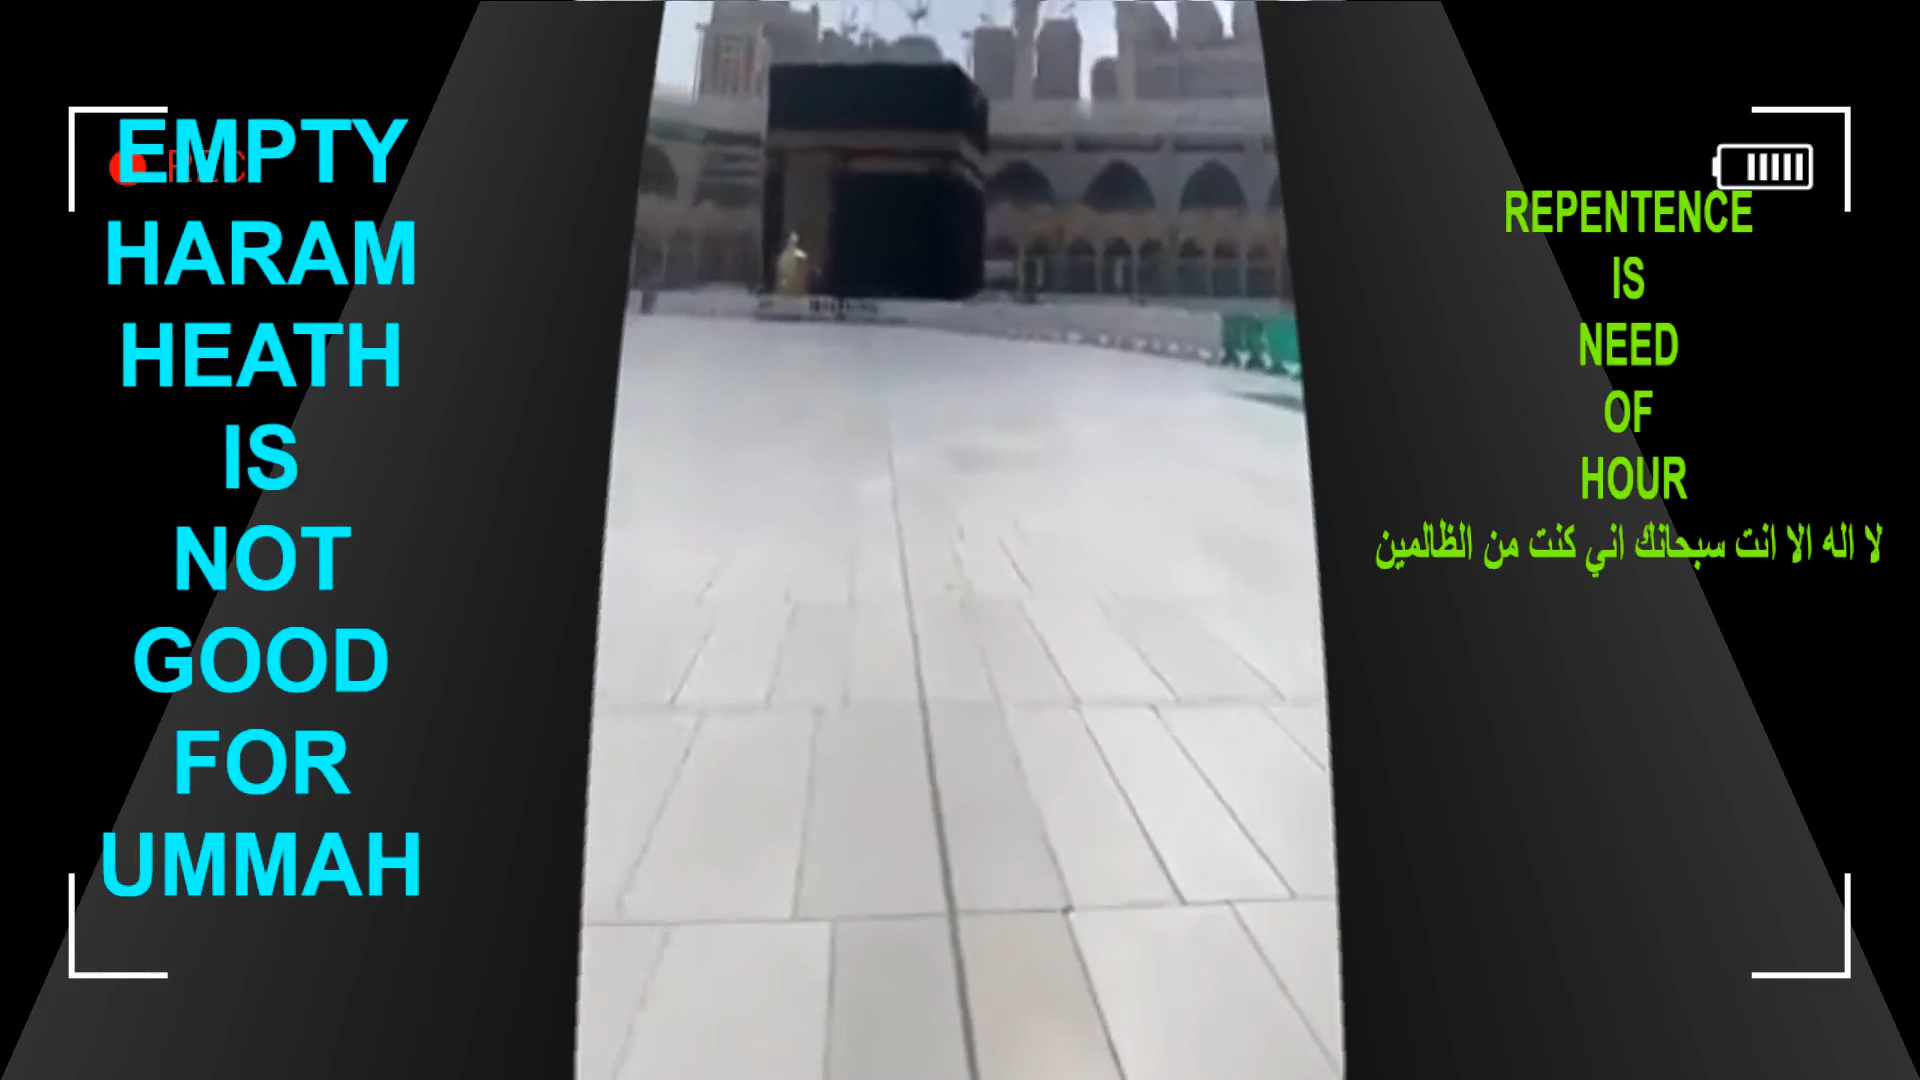 EMPTY
HARAM
HEATH
IS
NOT
GOOD
FOR
UMMAH
REC
REPENTENCE
IS
NEED
OF
HOUR
لا اله الا انت سبحانك اني كنت من الظالمين